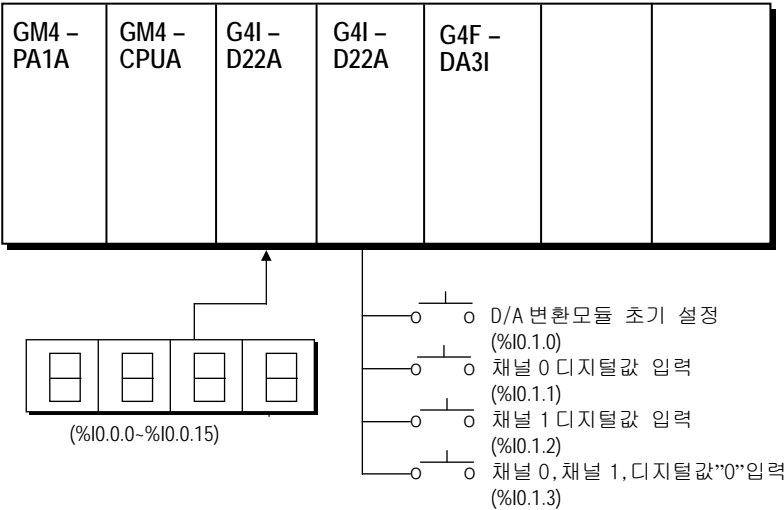 GM4 –
PA1A
GM4 –
CPUA
G4I –
D22A
G4I –
D22A
G4F –
DA3I
D/A 변환모듈 초기 설정
(%I0.1.0)
채널 0 디지털값 입력
(%I0.1.1)
채널 1 디지털값 입력
(%I0.1.2)
채널 0,채널 1,디지털값”0”입력
(%I0.1.3)
(%I0.0.0~%I0.0.15)